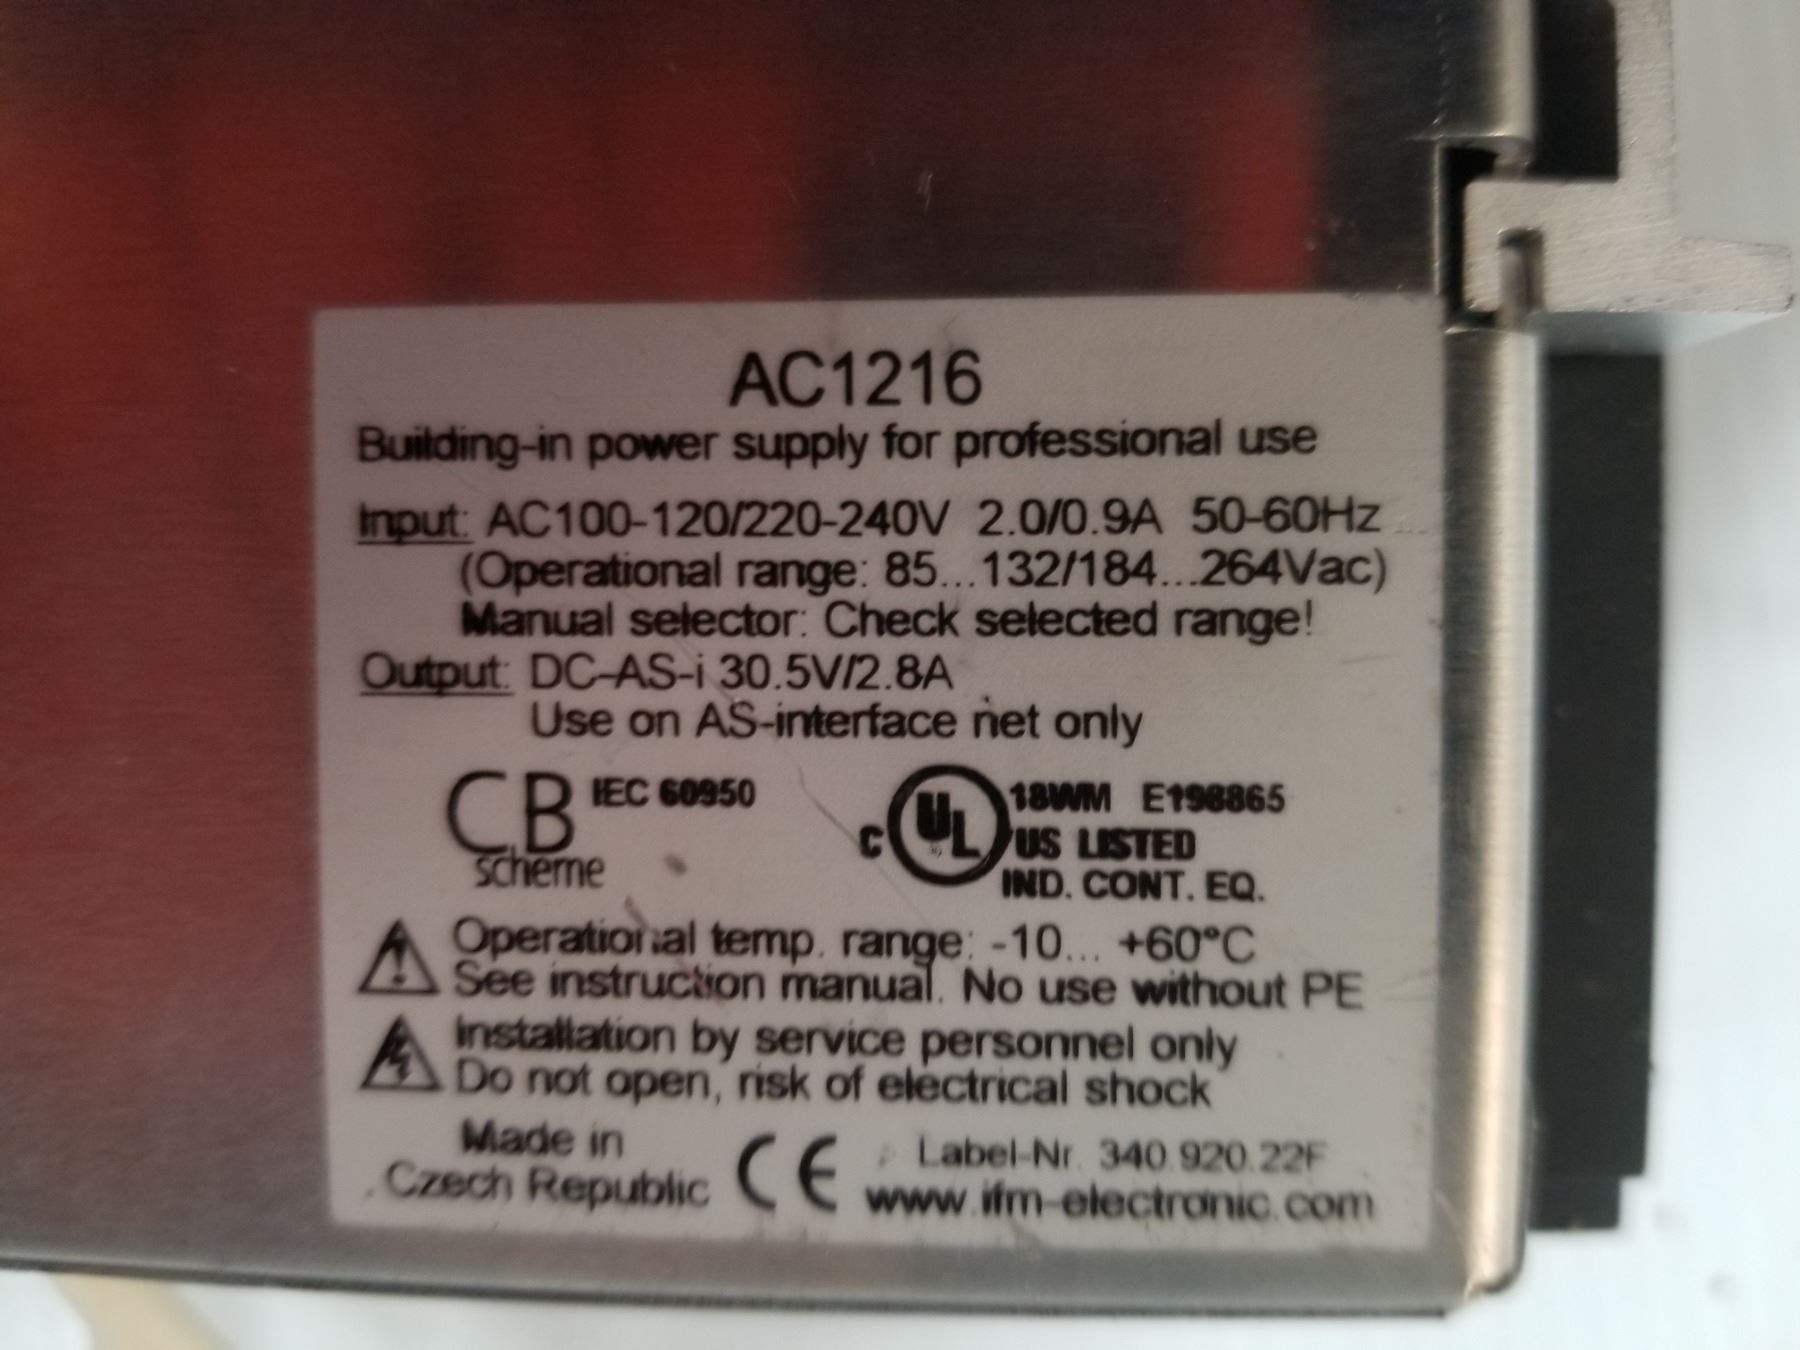 AC1216
Building-in power supply for professional use
Input: AC100-120/220-240V 2.0/0.9A 50-60Hz
(Operational range: 85...132/184...264Vac)
Manual selector: Check selected range!
Output: DC-AS-i 30.5V/2.8A
Use on AS-interface net only
CB scheme IEC 60950
C UL US LISTED 18WM E198865
IND. CONT. EQ.
Operational temp. range: -10... +60°C
See instruction manual. No use without PE
Installation by service personnel only
Do not open, risk of electrical shock
Made in
Czech Republic
CE
Label-Nr. 340.920.22F
www.ifm-electronic.com